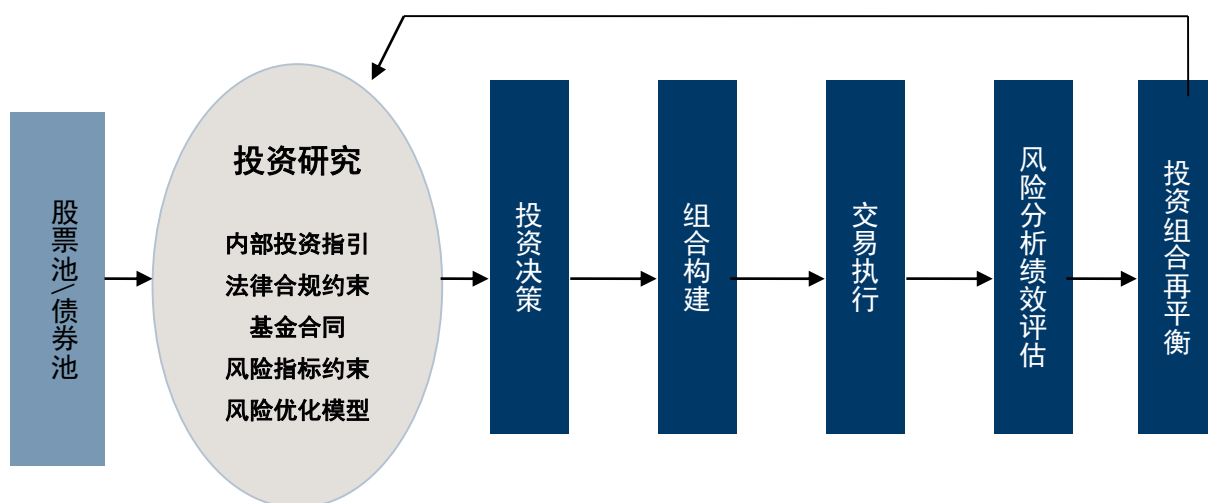 股票池/债券池
投资研究
内部投资指引
法律合规约束
基金合同
风险指标约束
风险优化模型
投资决策
组合构建
交易执行
风险分析绩效评估
投资组合再平衡